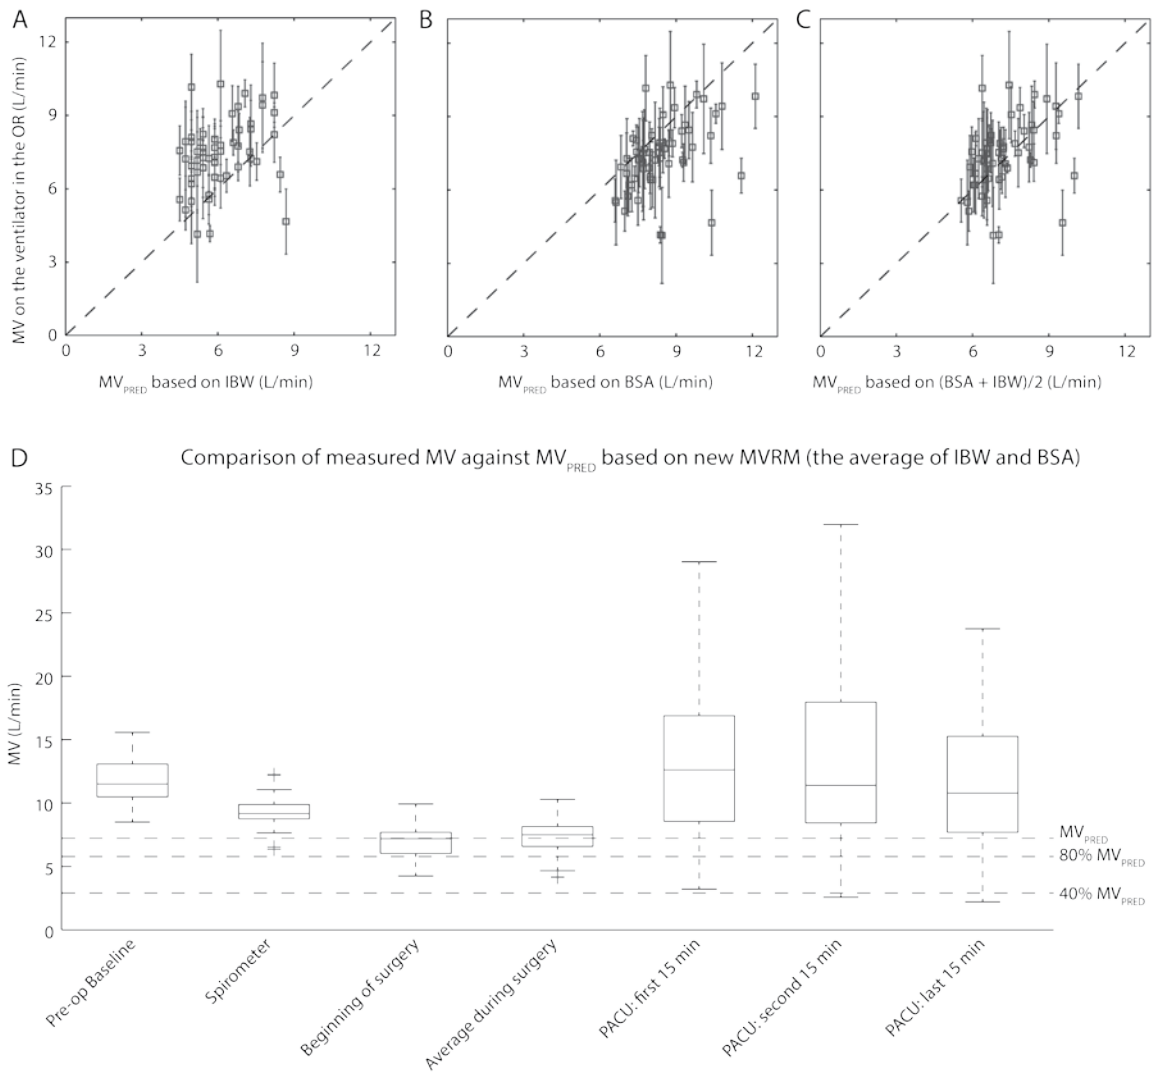 A
B
C
MV on the ventilator in the OR (L/min)
12
9
6
3
0
0 3 6 9 12
0 3 6 9 12
0 3 6 9 12
MVPRED based on IBW (L/min)
MVPRED based on BSA (L/min)
MVPRED based on (BSA + IBW)/2 (L/min)
D
Comparison of measured MV against MVPRED based on new MVRM (the average of IBW and BSA)
MV (L/min)
35
30
25
20
15
10
5
0
MVPRED
80% MVPRED
40% MVPRED
Pre-op Baseline
Spirometer
Beginning of surgery
Average during surgery
PACU: first 15 min
PACU: second 15 min
PACU: last 15 min